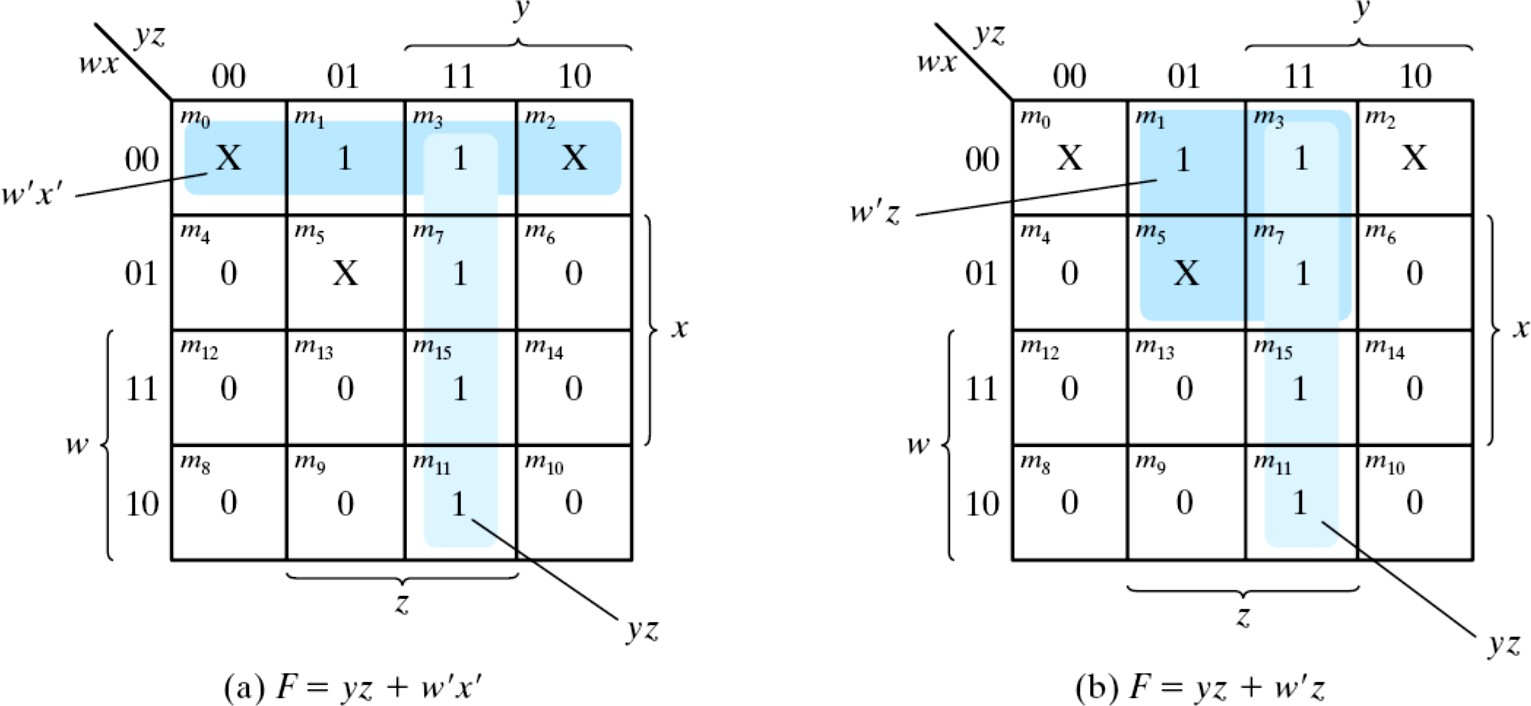 y
yz
wx
00 01 11 10
m₀ m₁ m₃ m₂
00 X 1 1 X
w′x′
m₄ m₅ m₇ m₆
01 0 X 1 0
x
m₁₂ m₁₃ m₁₅ m₁₄
11 0 0 1 0
w
m₈ m₉ m₁₁ m₁₀
10 0 0 1 0
z
yz
(a) F = yz + w′x′
y
yz
wx
00 01 11 10
m₀ m₁ m₃ m₂
00 X 1 1 X
w′z
m₄ m₅ m₇ m₆
01 0 X 1 0
x
m₁₂ m₁₃ m₁₅ m₁₄
11 0 0 1 0
w
m₈ m₉ m₁₁ m₁₀
10 0 0 1 0
z
yz
(b) F = yz + w′z